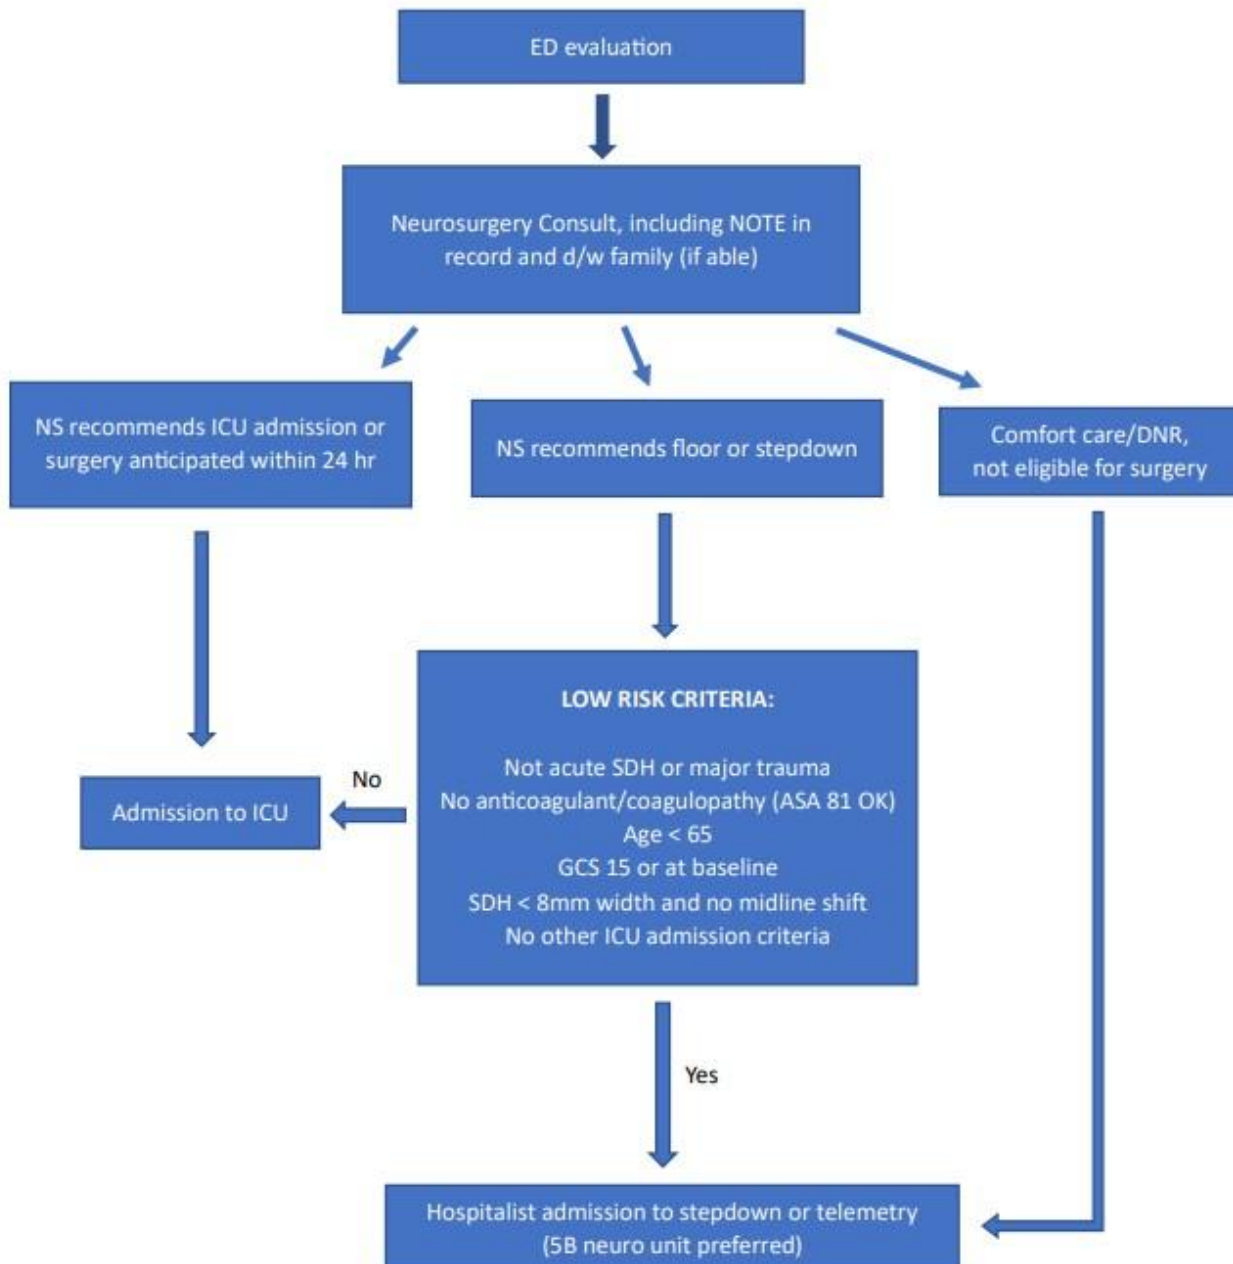 ED evaluation
Neurosurgery Consult, including NOTE in
record and d/w family (if able)
NS recommends ICU admission or
surgery anticipated within 24 hr
NS recommends floor or stepdown
Comfort care/DNR,
not eligible for surgery
LOW RISK CRITERIA:
Not acute SDH or major trauma
No anticoagulant/coagulopathy (ASA 81 OK)
Age < 65
GCS 15 or at baseline
SDH < 8mm width and no midline shift
No other ICU admission criteria
No
Admission to ICU
Yes
Hospitalist admission to stepdown or telemetry
(5B neuro unit preferred)